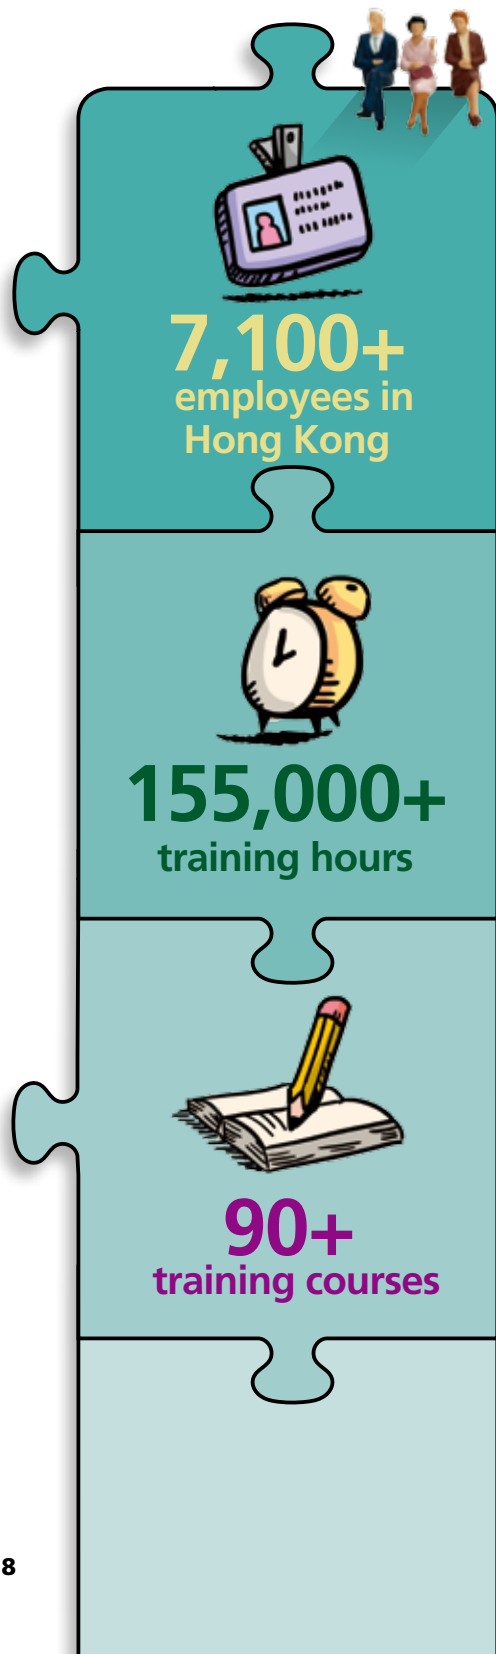 7,100+
employees in
Hong Kong
155,000+
training hours
90+
training courses
8